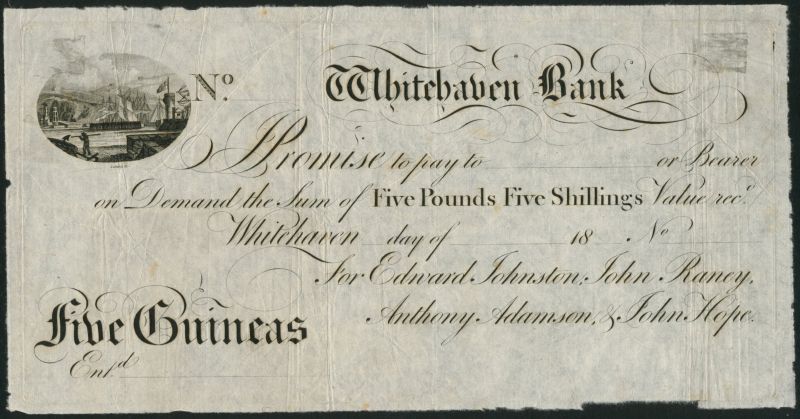 No. Whitehaven Bank
I Promise to pay to or Bearer
on Demand the Sum of Five Pounds Five Shillings Value recd.
Whitehaven day of 18 No
For Edward Johnston, John Raney,
Anthony Adamson, & John Hope.
Five Guineas
Entd.